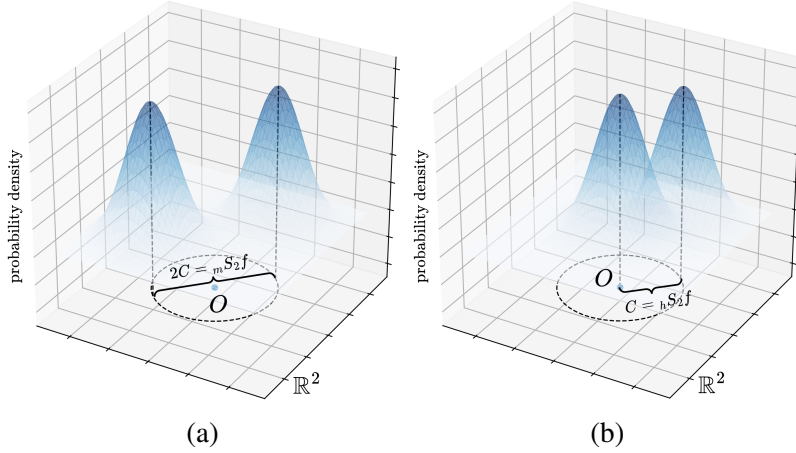 probability density
2C = ₘS₂f
O
ℝ²
(a)
probability density
O
C = ₕS₂f
ℝ²
(b)